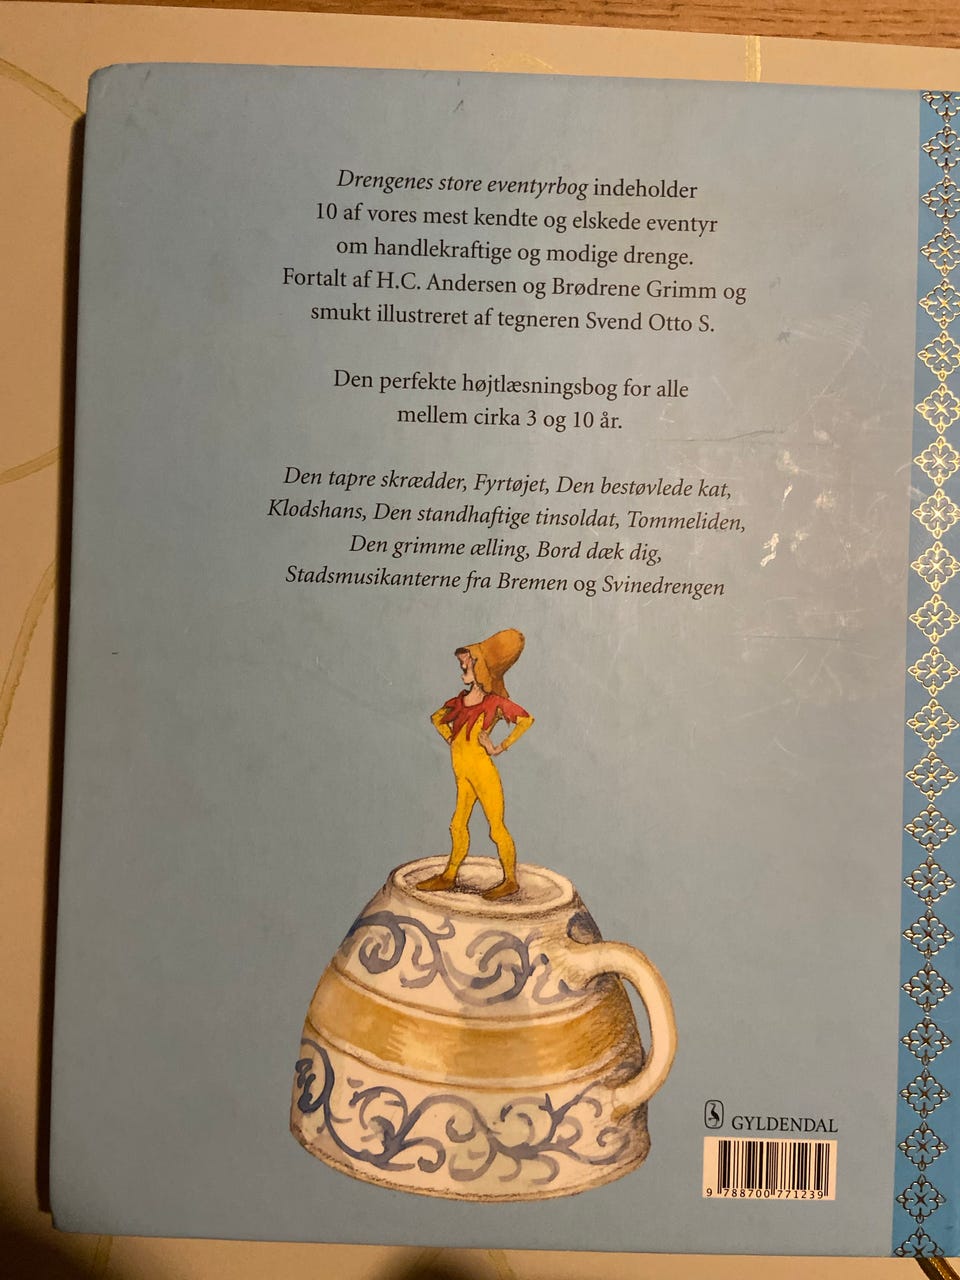 Drengenes store eventyrbog indeholder
10 af vores mest kendte og elskede eventyr
om handlekraftige og modige drenge.
Fortalt af H.C. Andersen og Brødrene Grimm og
smukt illustreret af tegneren Svend Otto S.
Den perfekte højtlæsningsbog for alle
mellem cirka 3 og 10 år.
Den tapre skrædder, Fyrtøjet, Den bestøvlede kat,
Klodshans, Den standhaftige tinsoldat, Tommeliden,
Den grimme ælling, Bord dæk dig,
Stadsmusikanterne fra Bremen og Svinedrengen
GYLDENDAL
9 788700 771239